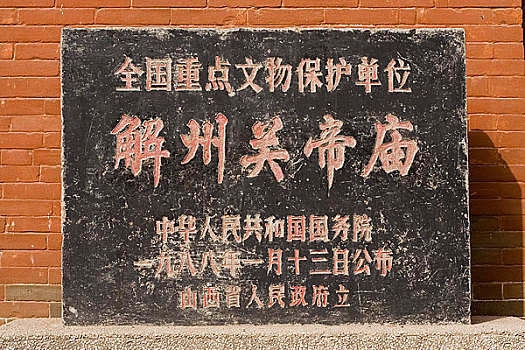 全国重点文物保护单位
解州关帝庙
中华人民共和国国务院
一九八八年一月十三日公布
山西省人民政府立